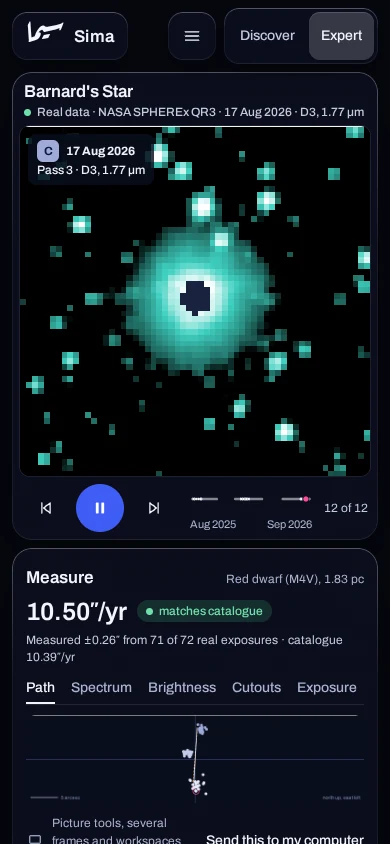 Sima
Discover
Expert
Barnard's Star
Real data · NASA SPHEREx QR3 · 17 Aug 2026 · D3, 1.77 µm
C
17 Aug 2026
Pass 3 · D3, 1.77 µm
12 of 12
Aug 2025
Sep 2026
Measure
Red dwarf (M4V), 1.83 pc
10.50″/yr
matches catalogue
Measured ±0.26″ from 71 of 72 real exposures · catalogue
10.39″/yr
Path
Spectrum
Brightness
Cutouts
Exposure
Picture tools, several
frames and workspaces
Send this to my computer